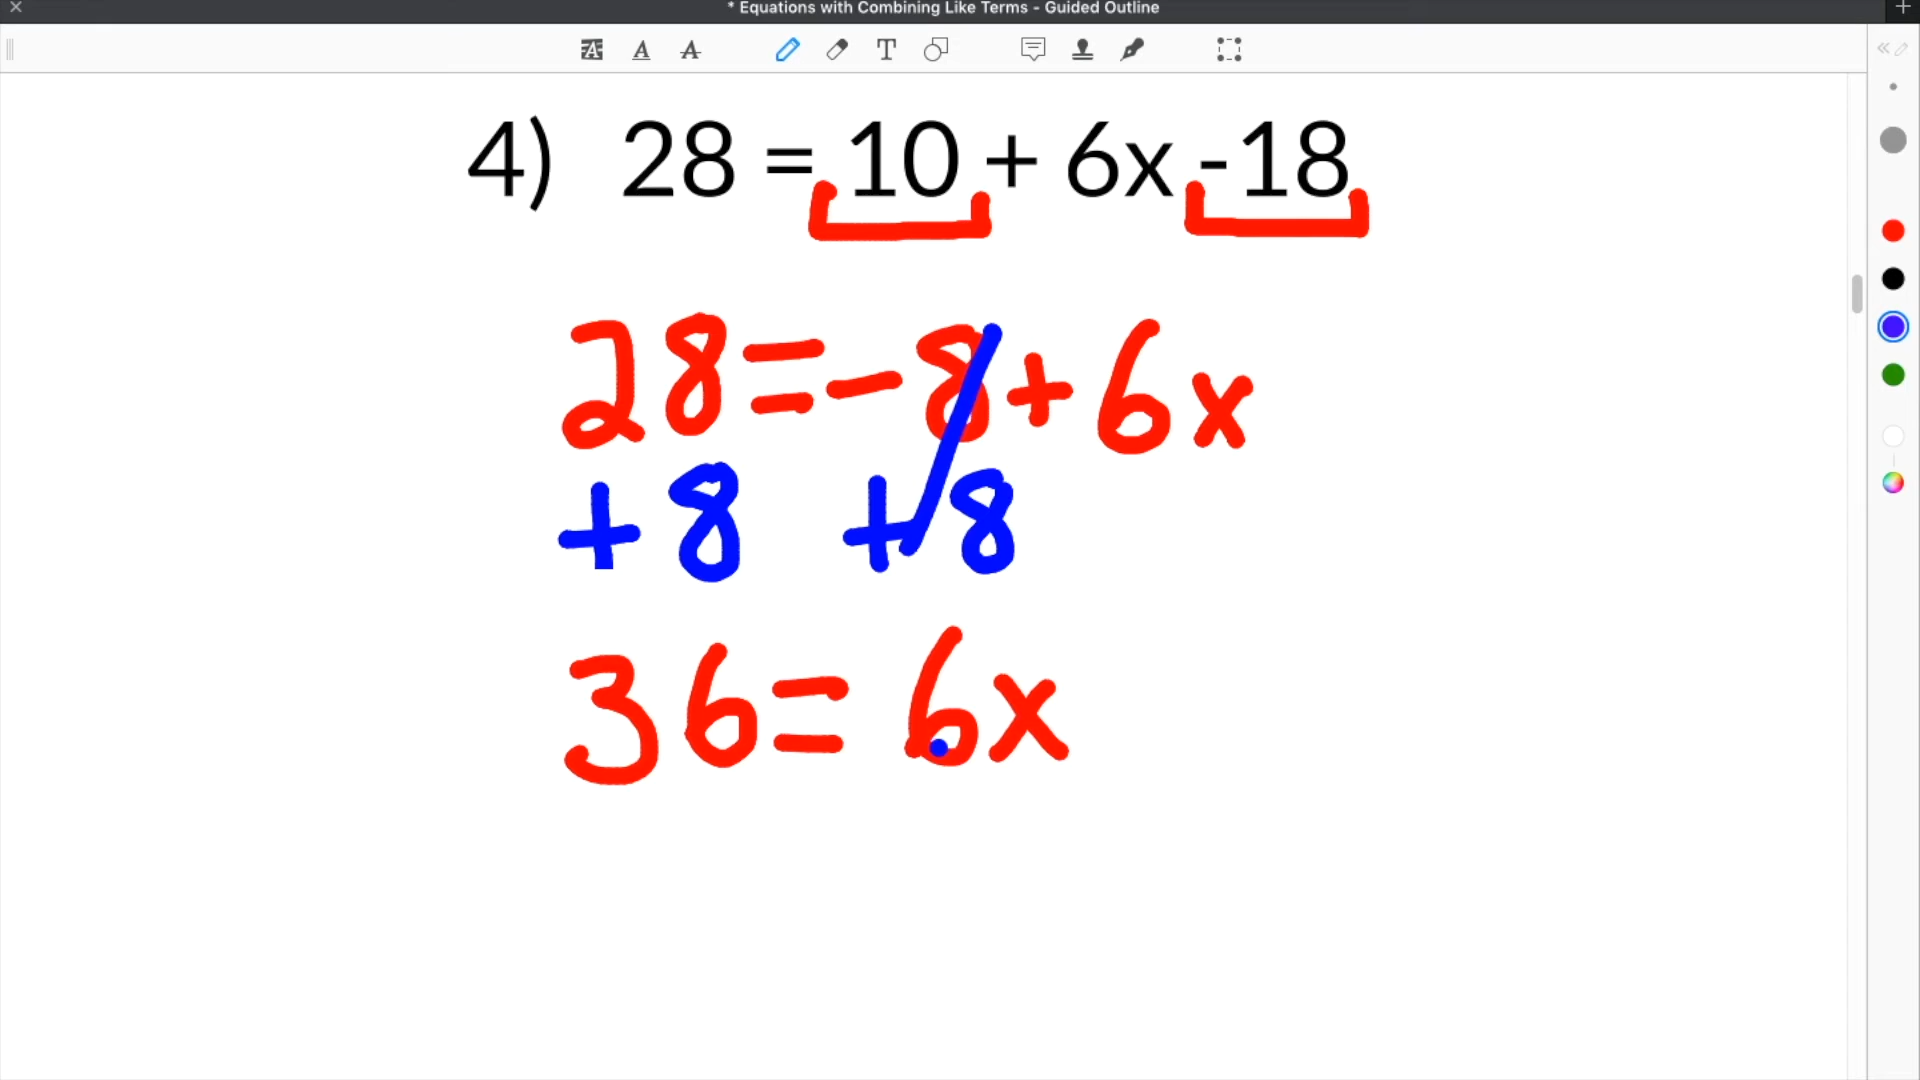 * Equations with Combining Like Terms - Guided Outline
4) 28 = 10 + 6x -18
28=-8+6x
+8 +8
36=6x